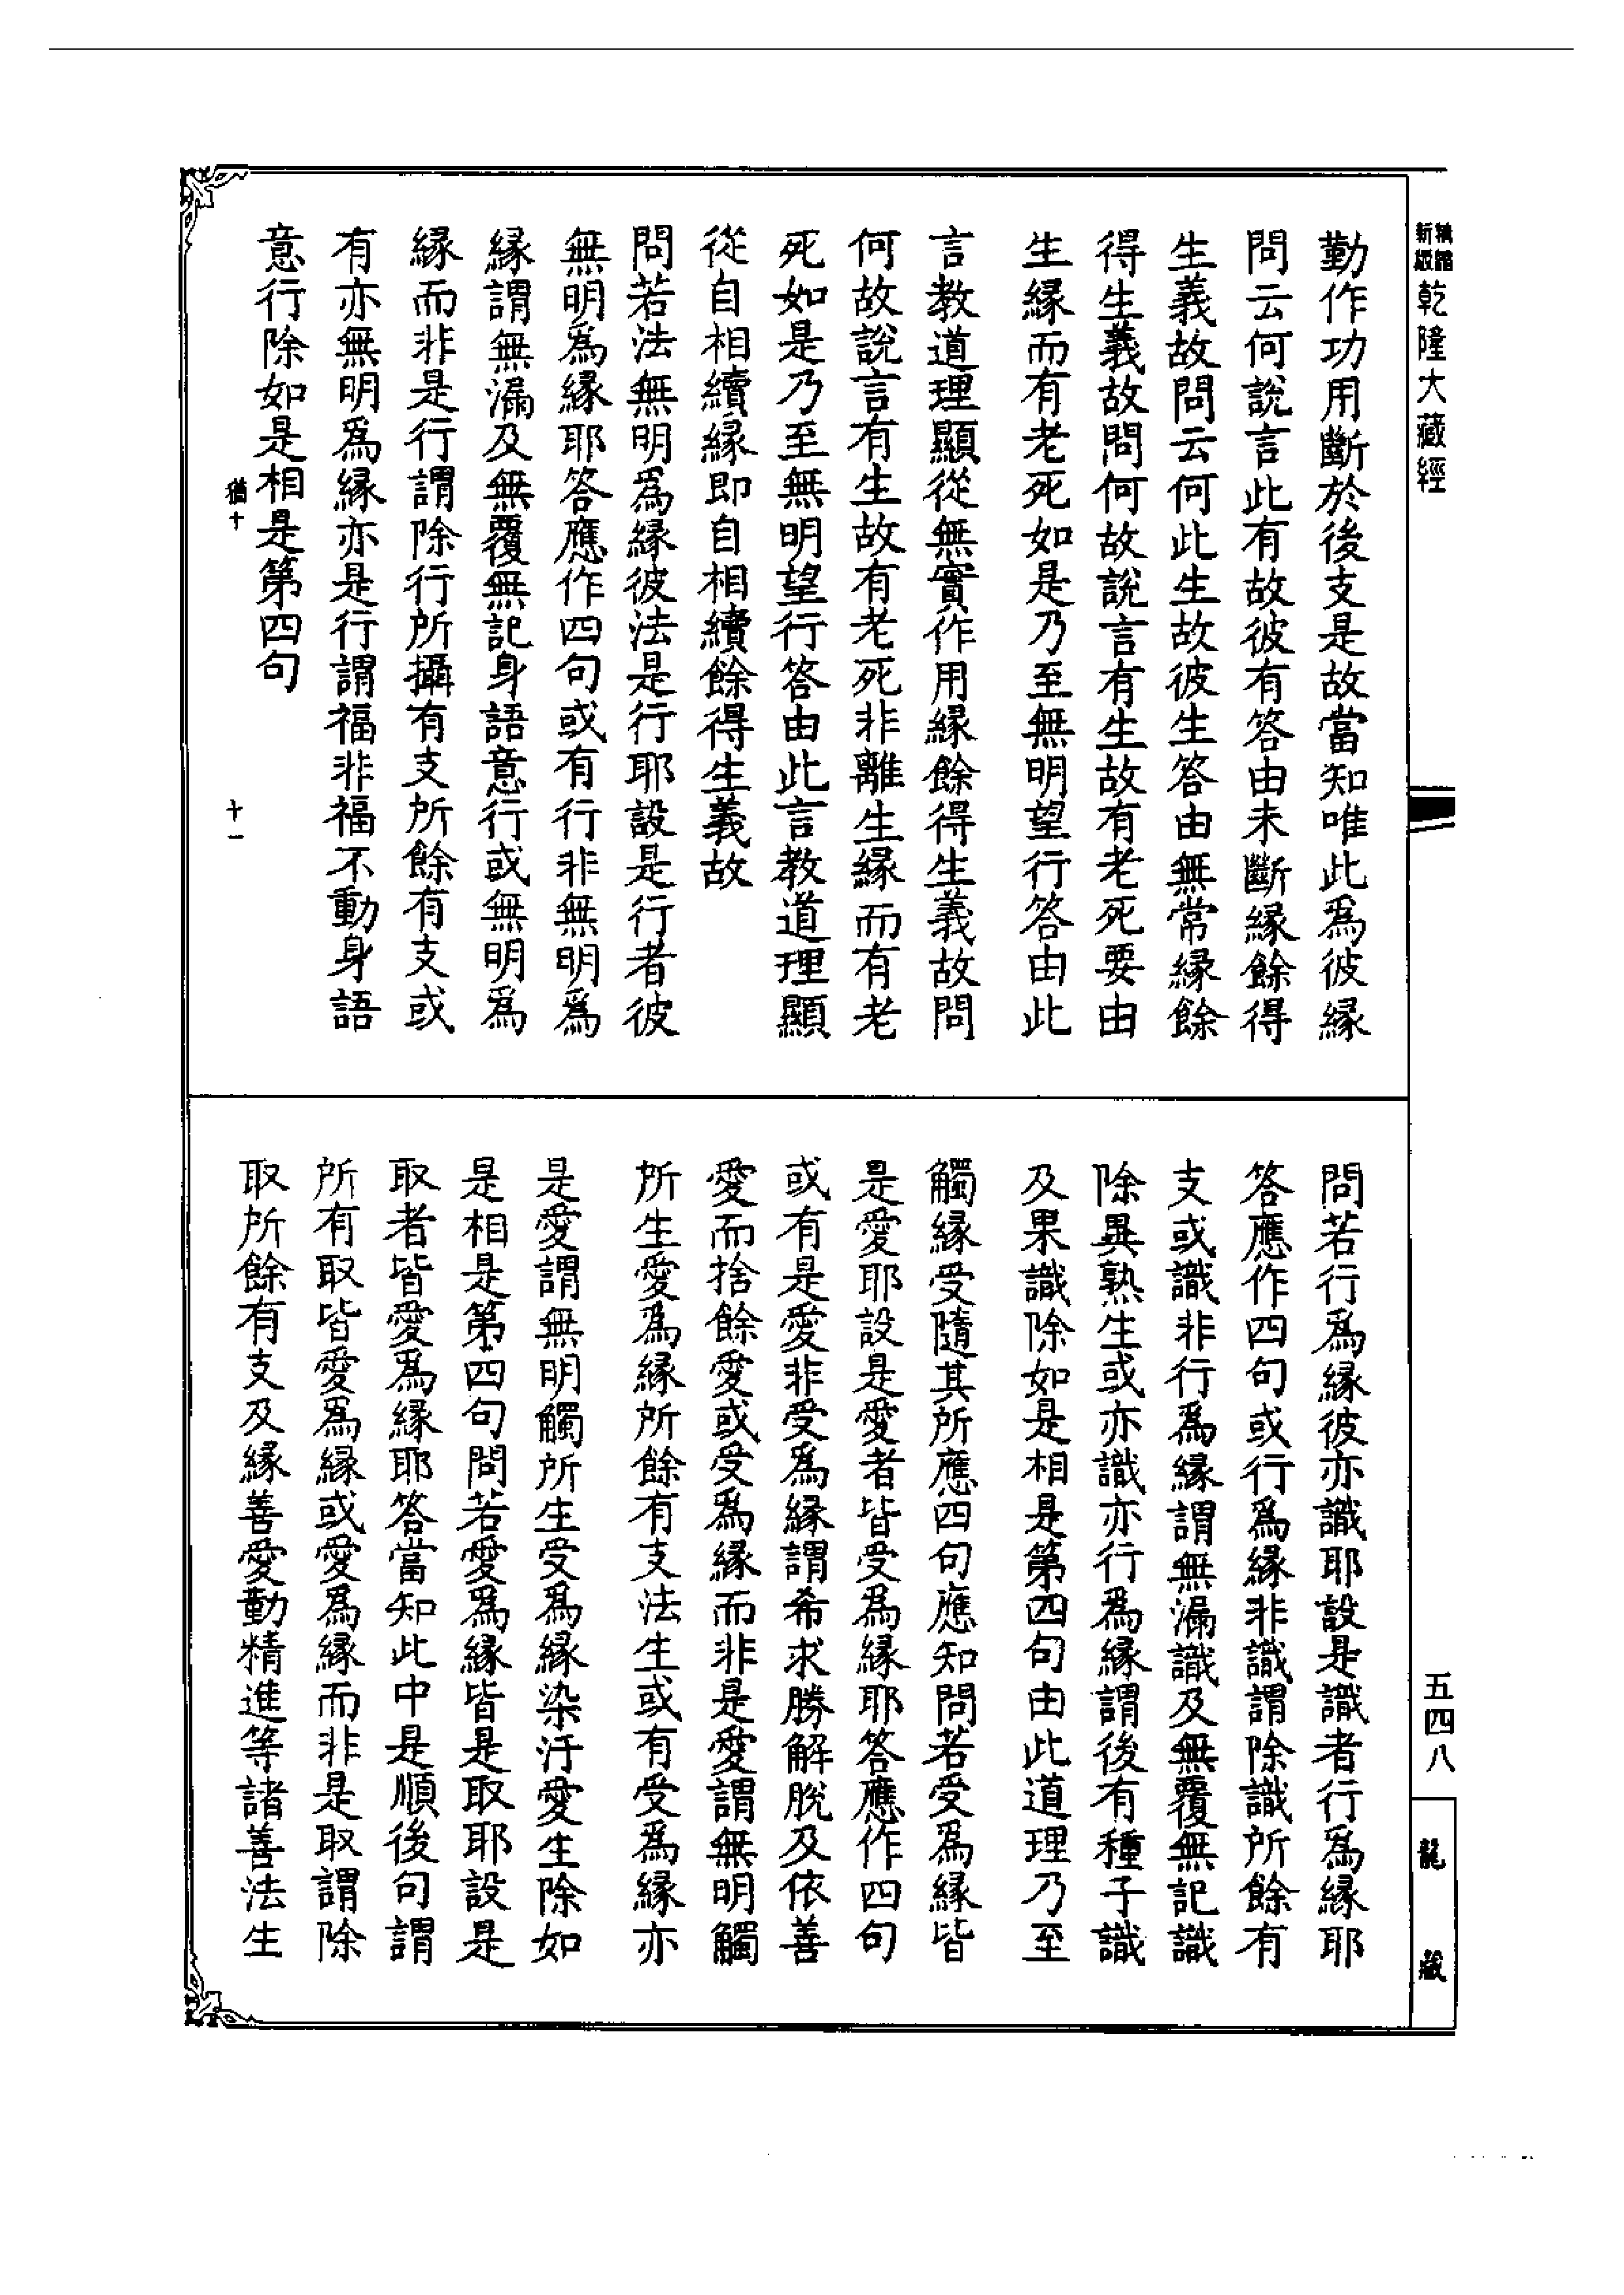 新編縮編乾隆大藏經
勤作功用斷於後支是故當知唯此爲彼緣
問云何說言此有故彼有答由未斷緣餘得
生義故問云何此生故彼生答由無常緣餘
得生義故問何故說言有生故有老死要由
生緣而有老死如是乃至無明望行答由此
言教道理顯從無實作用緣餘得生義故問
何故說言有生故有老死非離生緣而有老
死如是乃至無明望行答由此言教道理顯
從自相續緣即自相續餘得生義故
問若法無明爲緣彼法是行耶設是行者彼
無明爲緣耶答應作四句或有行非無明爲
緣謂無漏及無覆無記身語意行或無明爲
緣而非是行謂除行所攝有支所餘有支或
有亦無明爲緣亦是行謂福非福不動身語
意行除如是相是第四句
猶十
十一
問若行爲緣彼亦識耶設是識者行爲緣耶
答應作四句或行爲緣非識謂除識所餘有
支或識非行爲緣謂無漏識及無覆無記識
除異熟生或亦識亦行爲緣謂後有種子識
及果識除如是相是第四句由此道理乃至
觸緣受隨其所應四句應知問若受爲緣皆
是愛耶設是愛者皆受爲緣耶答應作四句
或有是愛非受爲緣謂希求勝解脫及依善
愛而捨餘愛或受爲緣而非是愛謂無明觸
所生愛爲緣所餘有支法生或有受爲緣亦
是愛謂無明觸所生受爲緣染汙愛生除如
是相是第四句問若愛爲緣皆是取耶設是
取者皆愛爲緣耶答當知此中是順後句謂
所有取皆愛爲緣或愛爲緣而非是取謂除
取所餘有支及緣善愛勤精進等諸善法生
五四八
龍藏